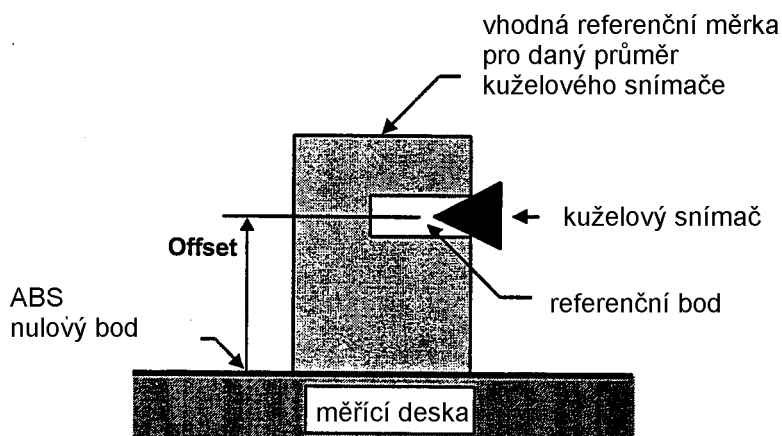 vhodná referenční měrka
pro daný průměr
kuželového snímače
kuželový snímač
Offset
referenční bod
ABS
nulový bod
měřící deska